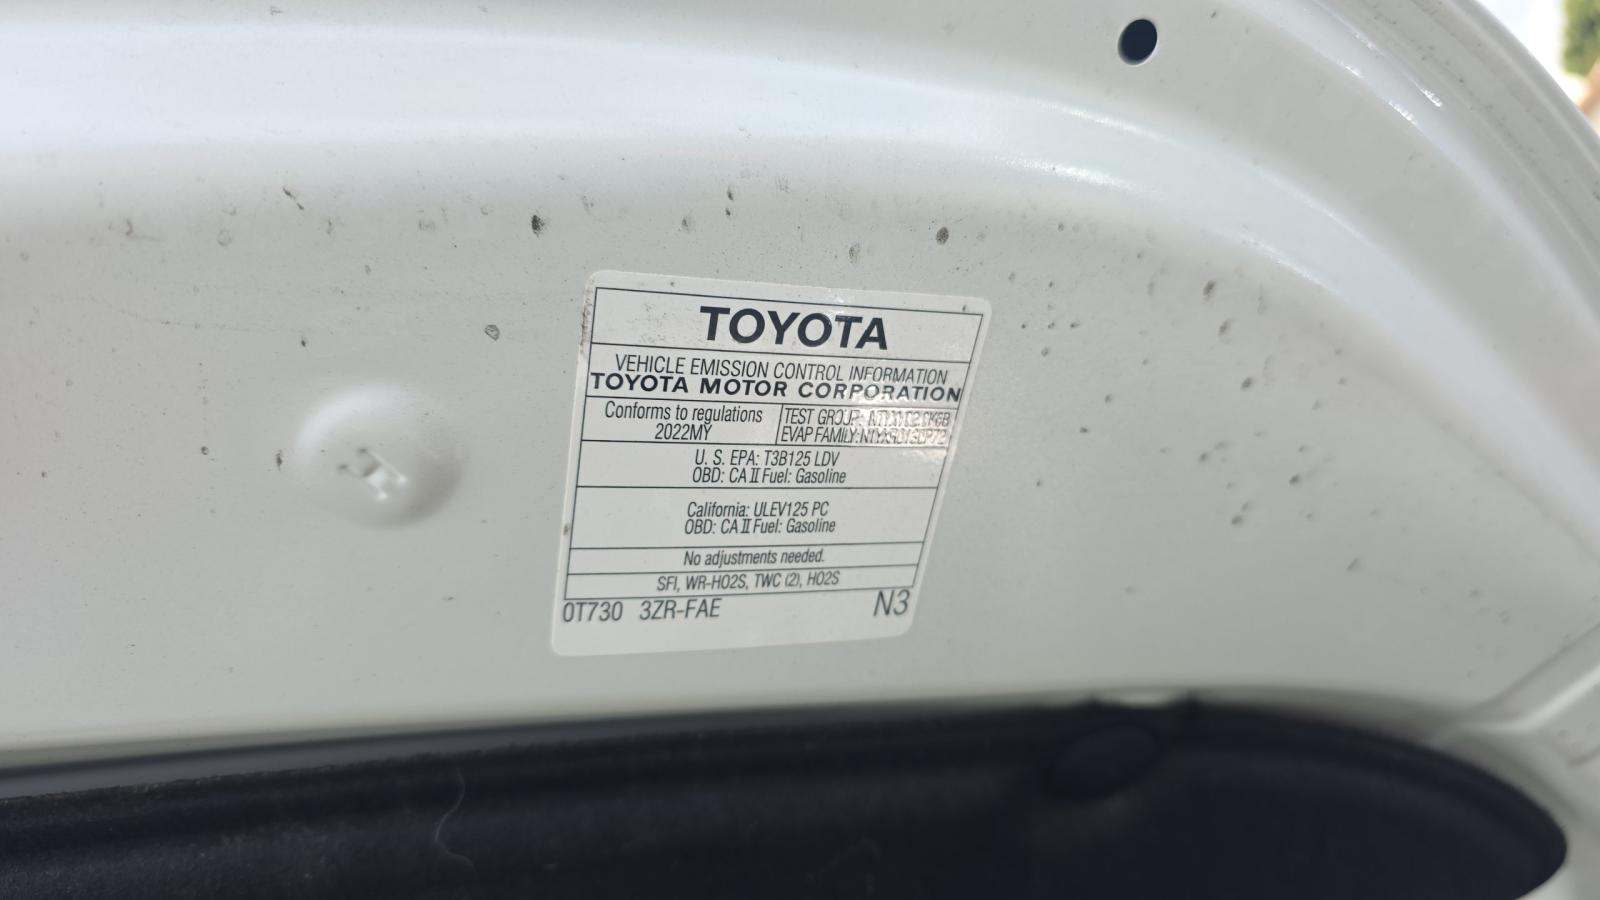 TOYOTA
VEHICLE EMISSION CONTROL INFORMATION
TOYOTA MOTOR CORPORATION
Conforms to regulations
2022MY
TEST GROUP:
EVAP FAMILY:
U. S. EPA: T3B125 LDV
OBD: CA II Fuel: Gasoline
California: ULEV125 PC
OBD: CA II Fuel: Gasoline
No adjustments needed.
SFI, WR-HO2S, TWC (2), HO2S
0T730 3ZR-FAE N3